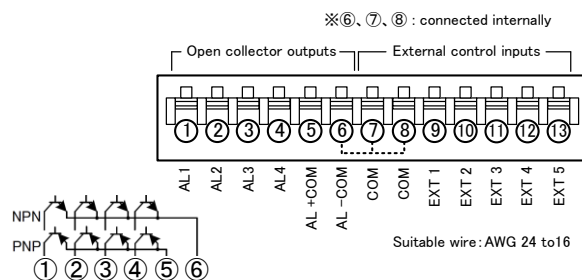 ※⑥、⑦、⑧ : connected internally
Open collector outputs External control inputs
① ② ③ ④ ⑤ ⑥ ⑦ ⑧ ⑨ ⑩ ⑪ ⑫ ⑬
AL1 AL2 AL3 AL4 AL +COM AL −COM COM COM EXT 1 EXT 2 EXT 3 EXT 4 EXT 5
NPN
PNP
① ② ③ ④ ⑤ ⑥
Suitable wire : AWG 24 to16